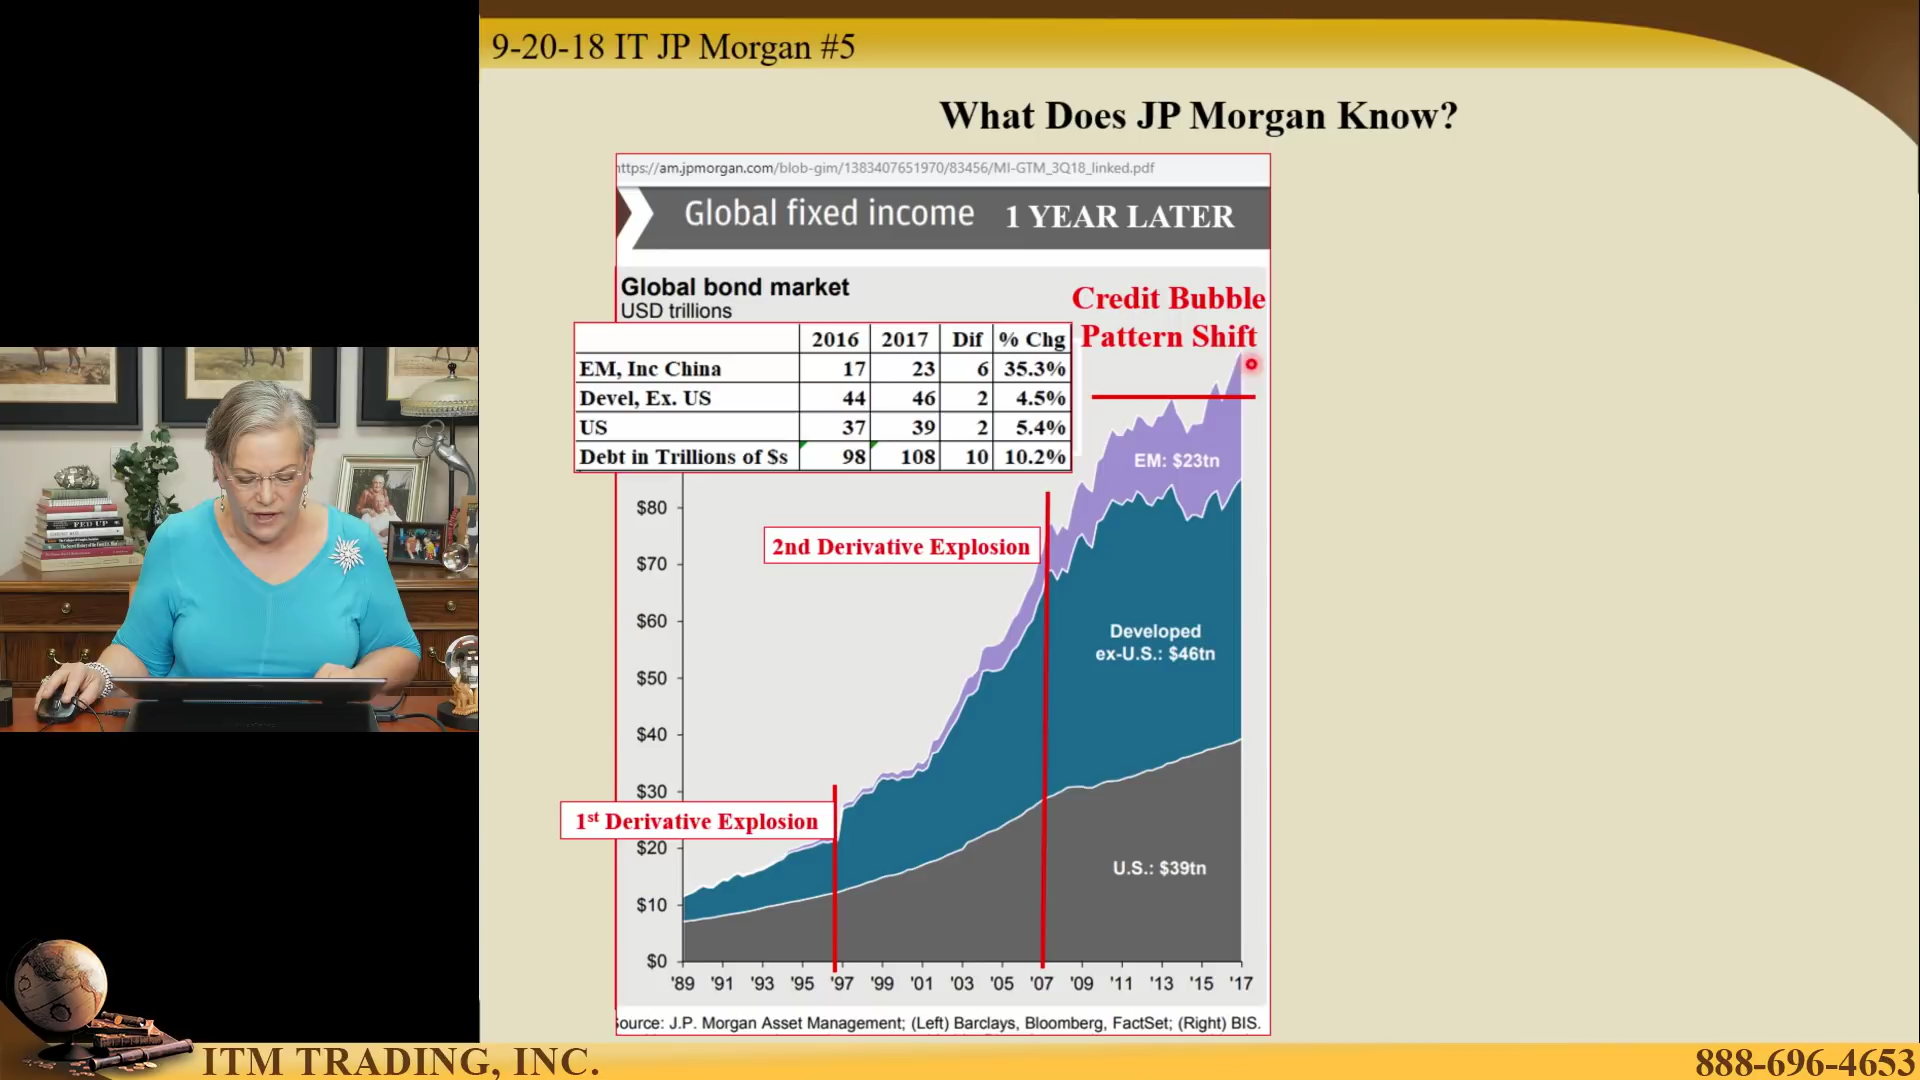 9-20-18 IT JP Morgan #5
What Does JP Morgan Know?
https://am.jpmorgan.com/blob-gim/1383407651970/83456/MI-GTM_3Q18_linked.pdf
Global fixed income 1 YEAR LATER
Global bond market
USD trillions
Credit Bubble
Pattern Shift
2016 2017 Dif % Chg
EM, Inc China 17 23 6 35.3%
Devel, Ex. US 44 46 2 4.5%
US 37 39 2 5.4%
Debt in Trillions of $s 98 108 10 10.2%
EM: $23tn
$80
2nd Derivative Explosion
$70
$60
Developed
ex-U.S.: $46tn
$50
$40
$30
1st Derivative Explosion
$20
U.S.: $39tn
$10
$0
'89 '91 '93 '95 '97 '99 '01 '03 '05 '07 '09 '11 '13 '15 '17
Source: J.P. Morgan Asset Management; (Left) Barclays, Bloomberg, FactSet; (Right) BIS.
FED UP
ITM TRADING, INC.
888-696-4653